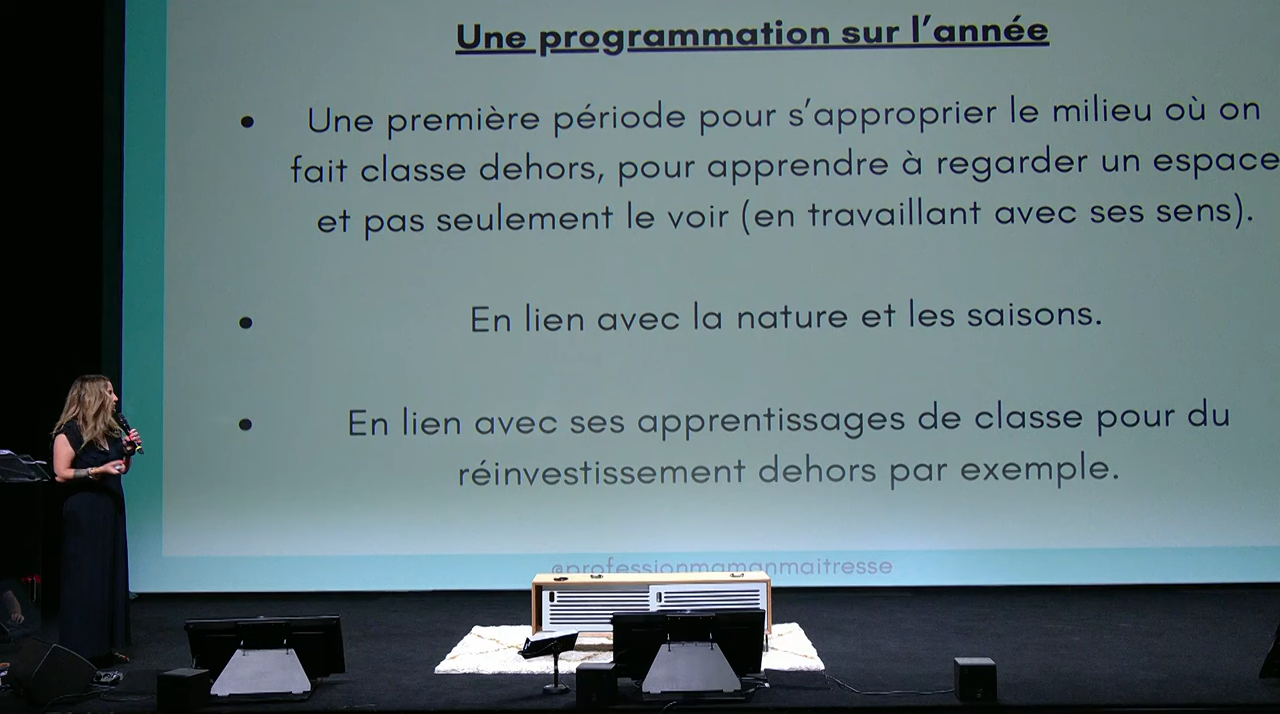 Une programmation sur l'année
• Une première période pour s'approprier le milieu où on
fait classe dehors, pour apprendre à regarder un espace
et pas seulement le voir (en travaillant avec ses sens).
• En lien avec la nature et les saisons.
• En lien avec ses apprentissages de classe pour du
réinvestissement dehors par exemple.
@professionmamanmaitresse